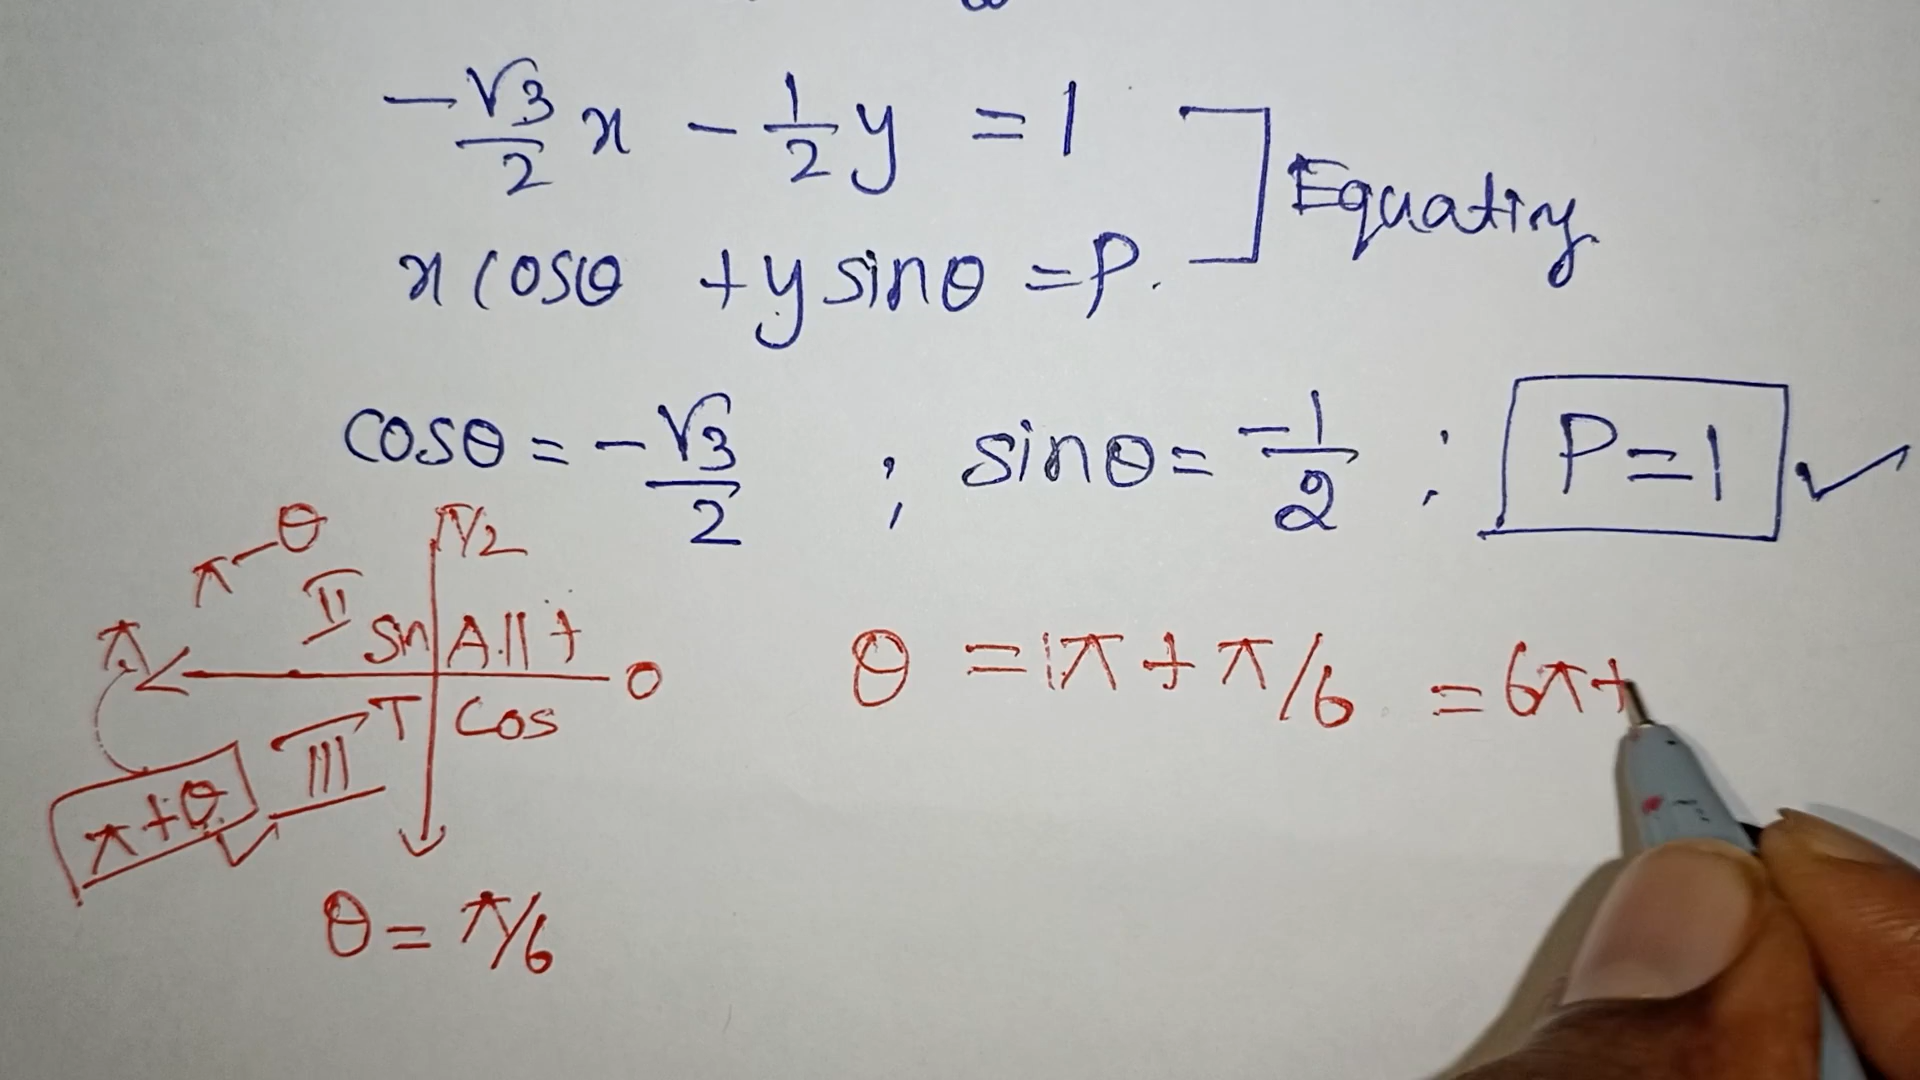 -√3/2 x - 1/2 y = 1
x cosθ + y sinθ = P.
] Equating
cosθ = -√3/2 ; sinθ = -1/2 ; P = 1 ✓
π-θ
π/2
II
Sin
All +
π
0
III
T
Cos
π+θ ✓
θ = π/6
θ = 1π + π/6 = 6π+